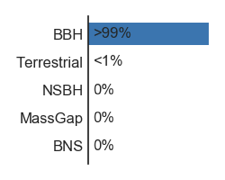 BBH >99%
Terrestrial <1%
NSBH 0%
MassGap 0%
BNS 0%